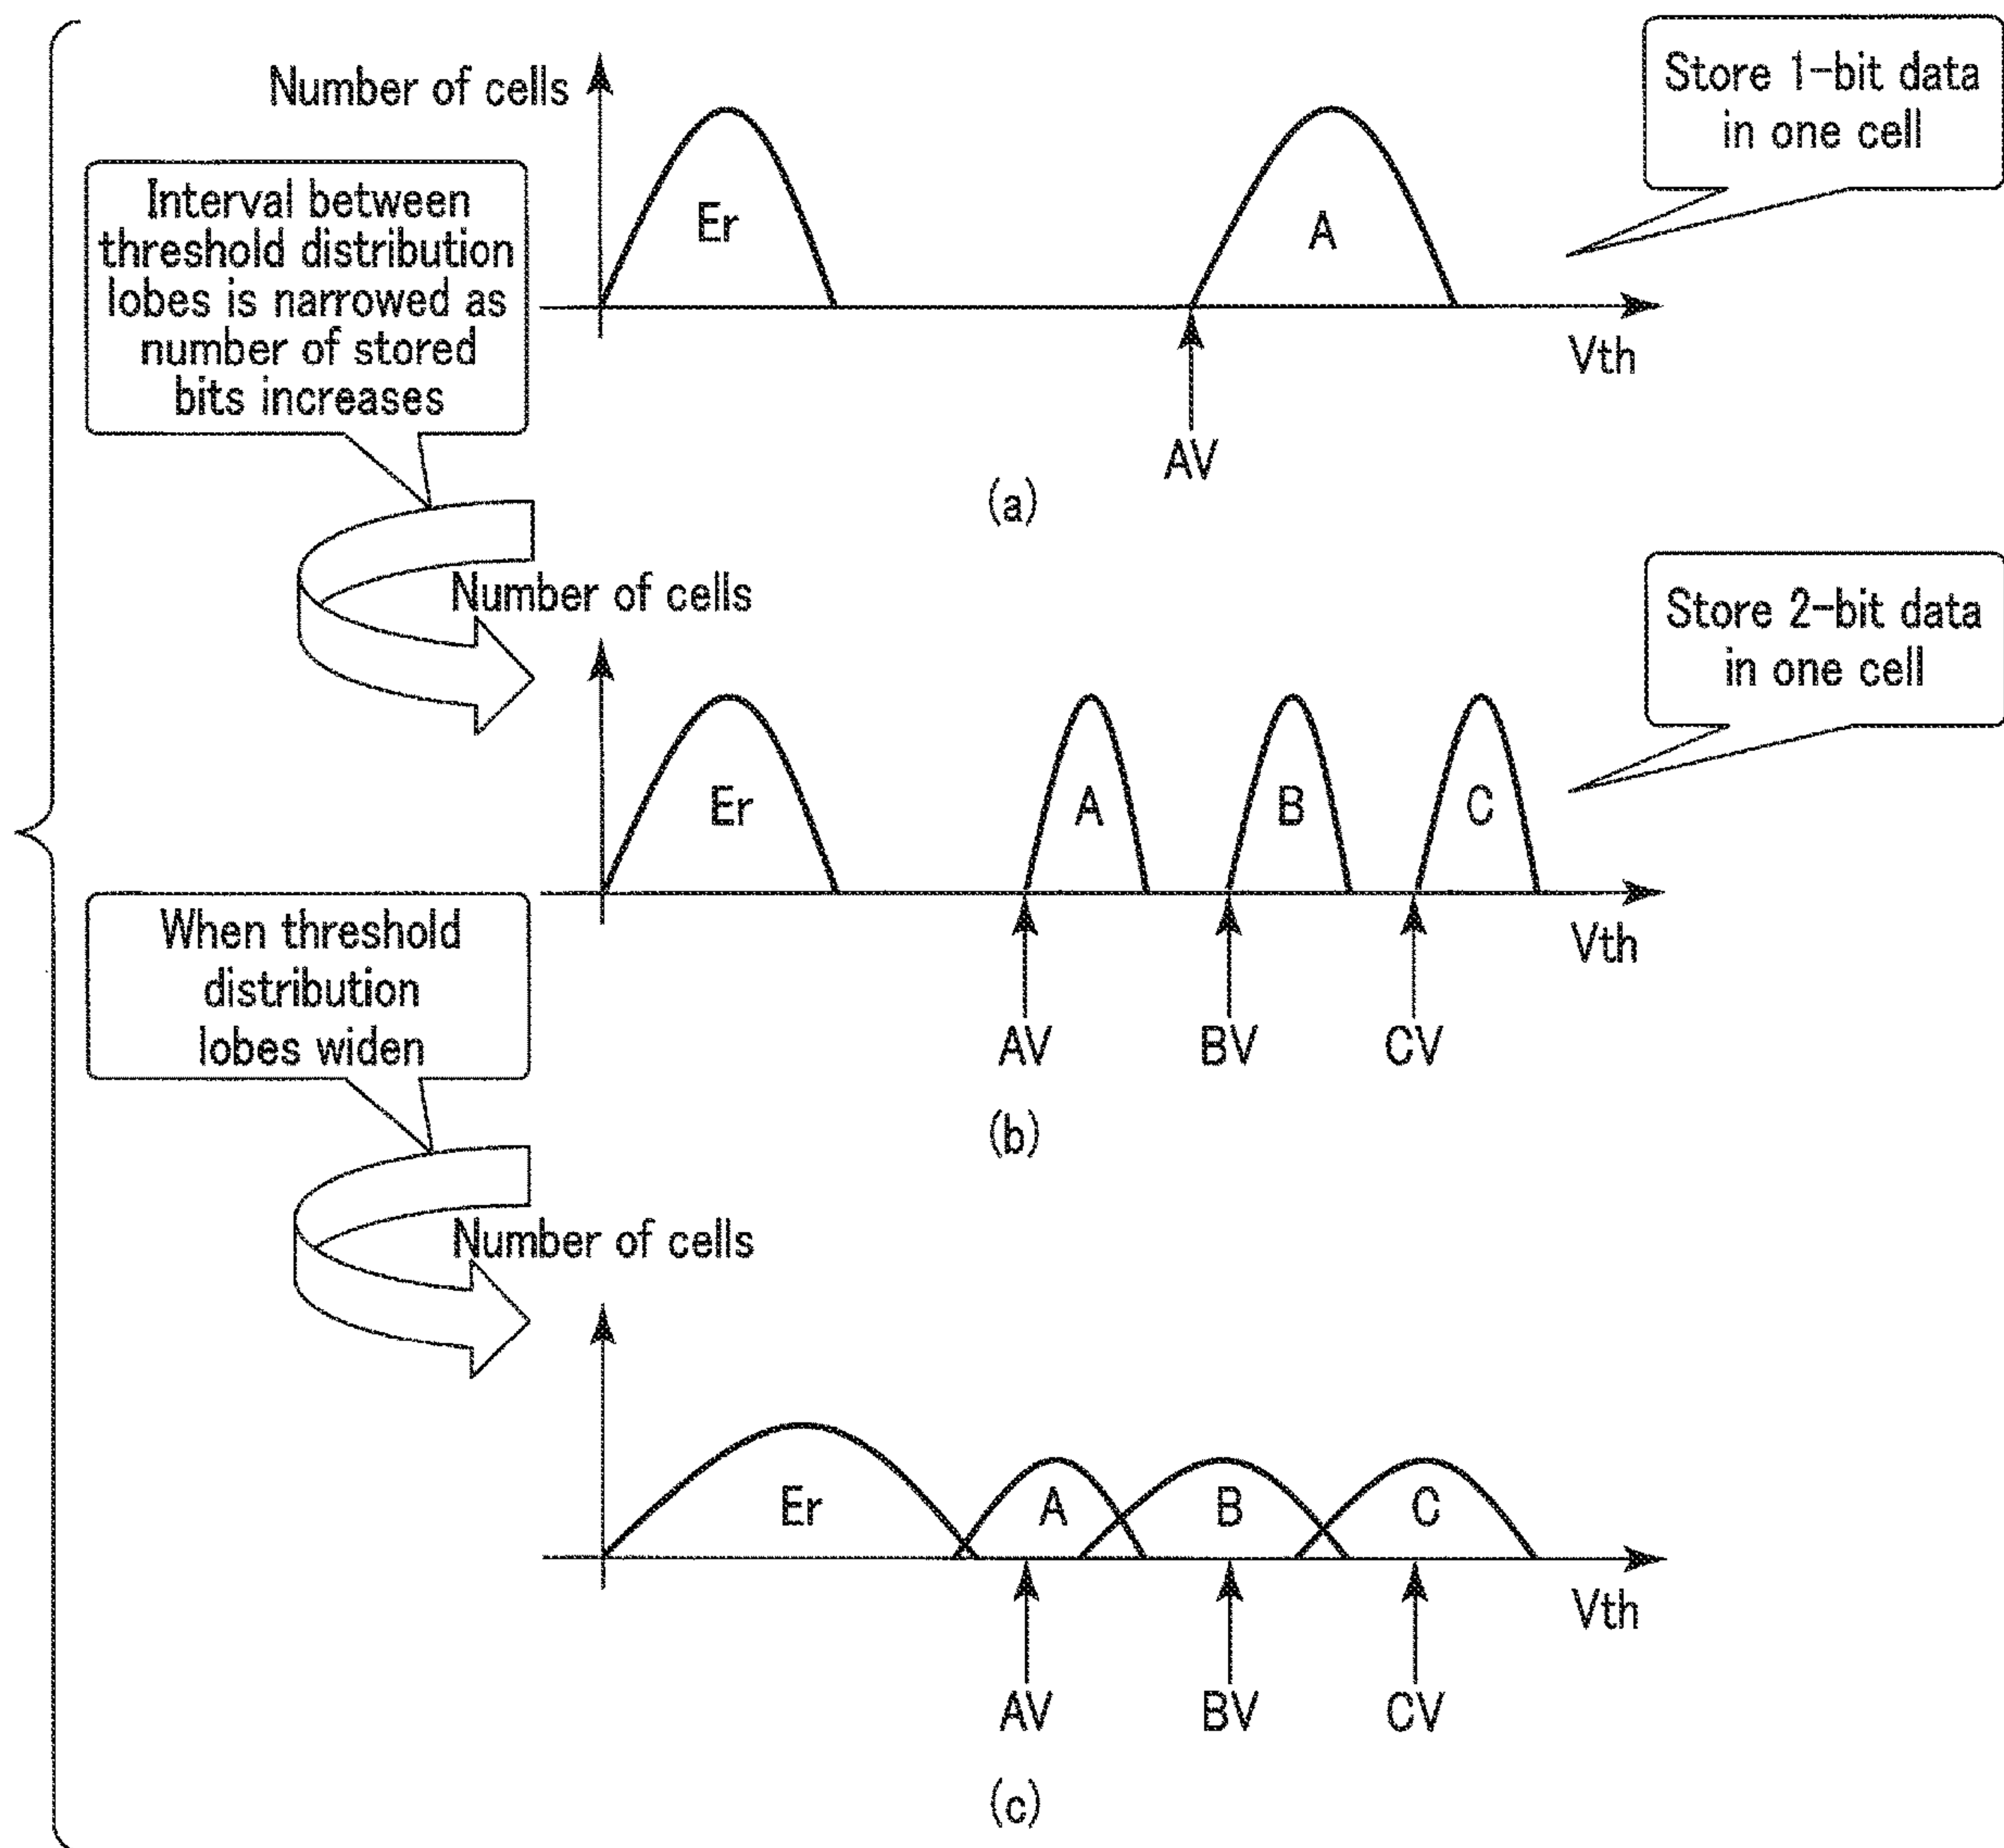 Number of cells
Er
A
Vth
AV
(a)
Store 1-bit data
in one cell
Interval between
threshold distribution
lobes is narrowed as
number of stored
bits increases
Number of cells
Er
A
B
C
Vth
AV
BV
CV
(b)
Store 2-bit data
in one cell
When threshold
distribution
lobes widen
Number of cells
Er
A
B
C
Vth
AV
BV
CV
(c)